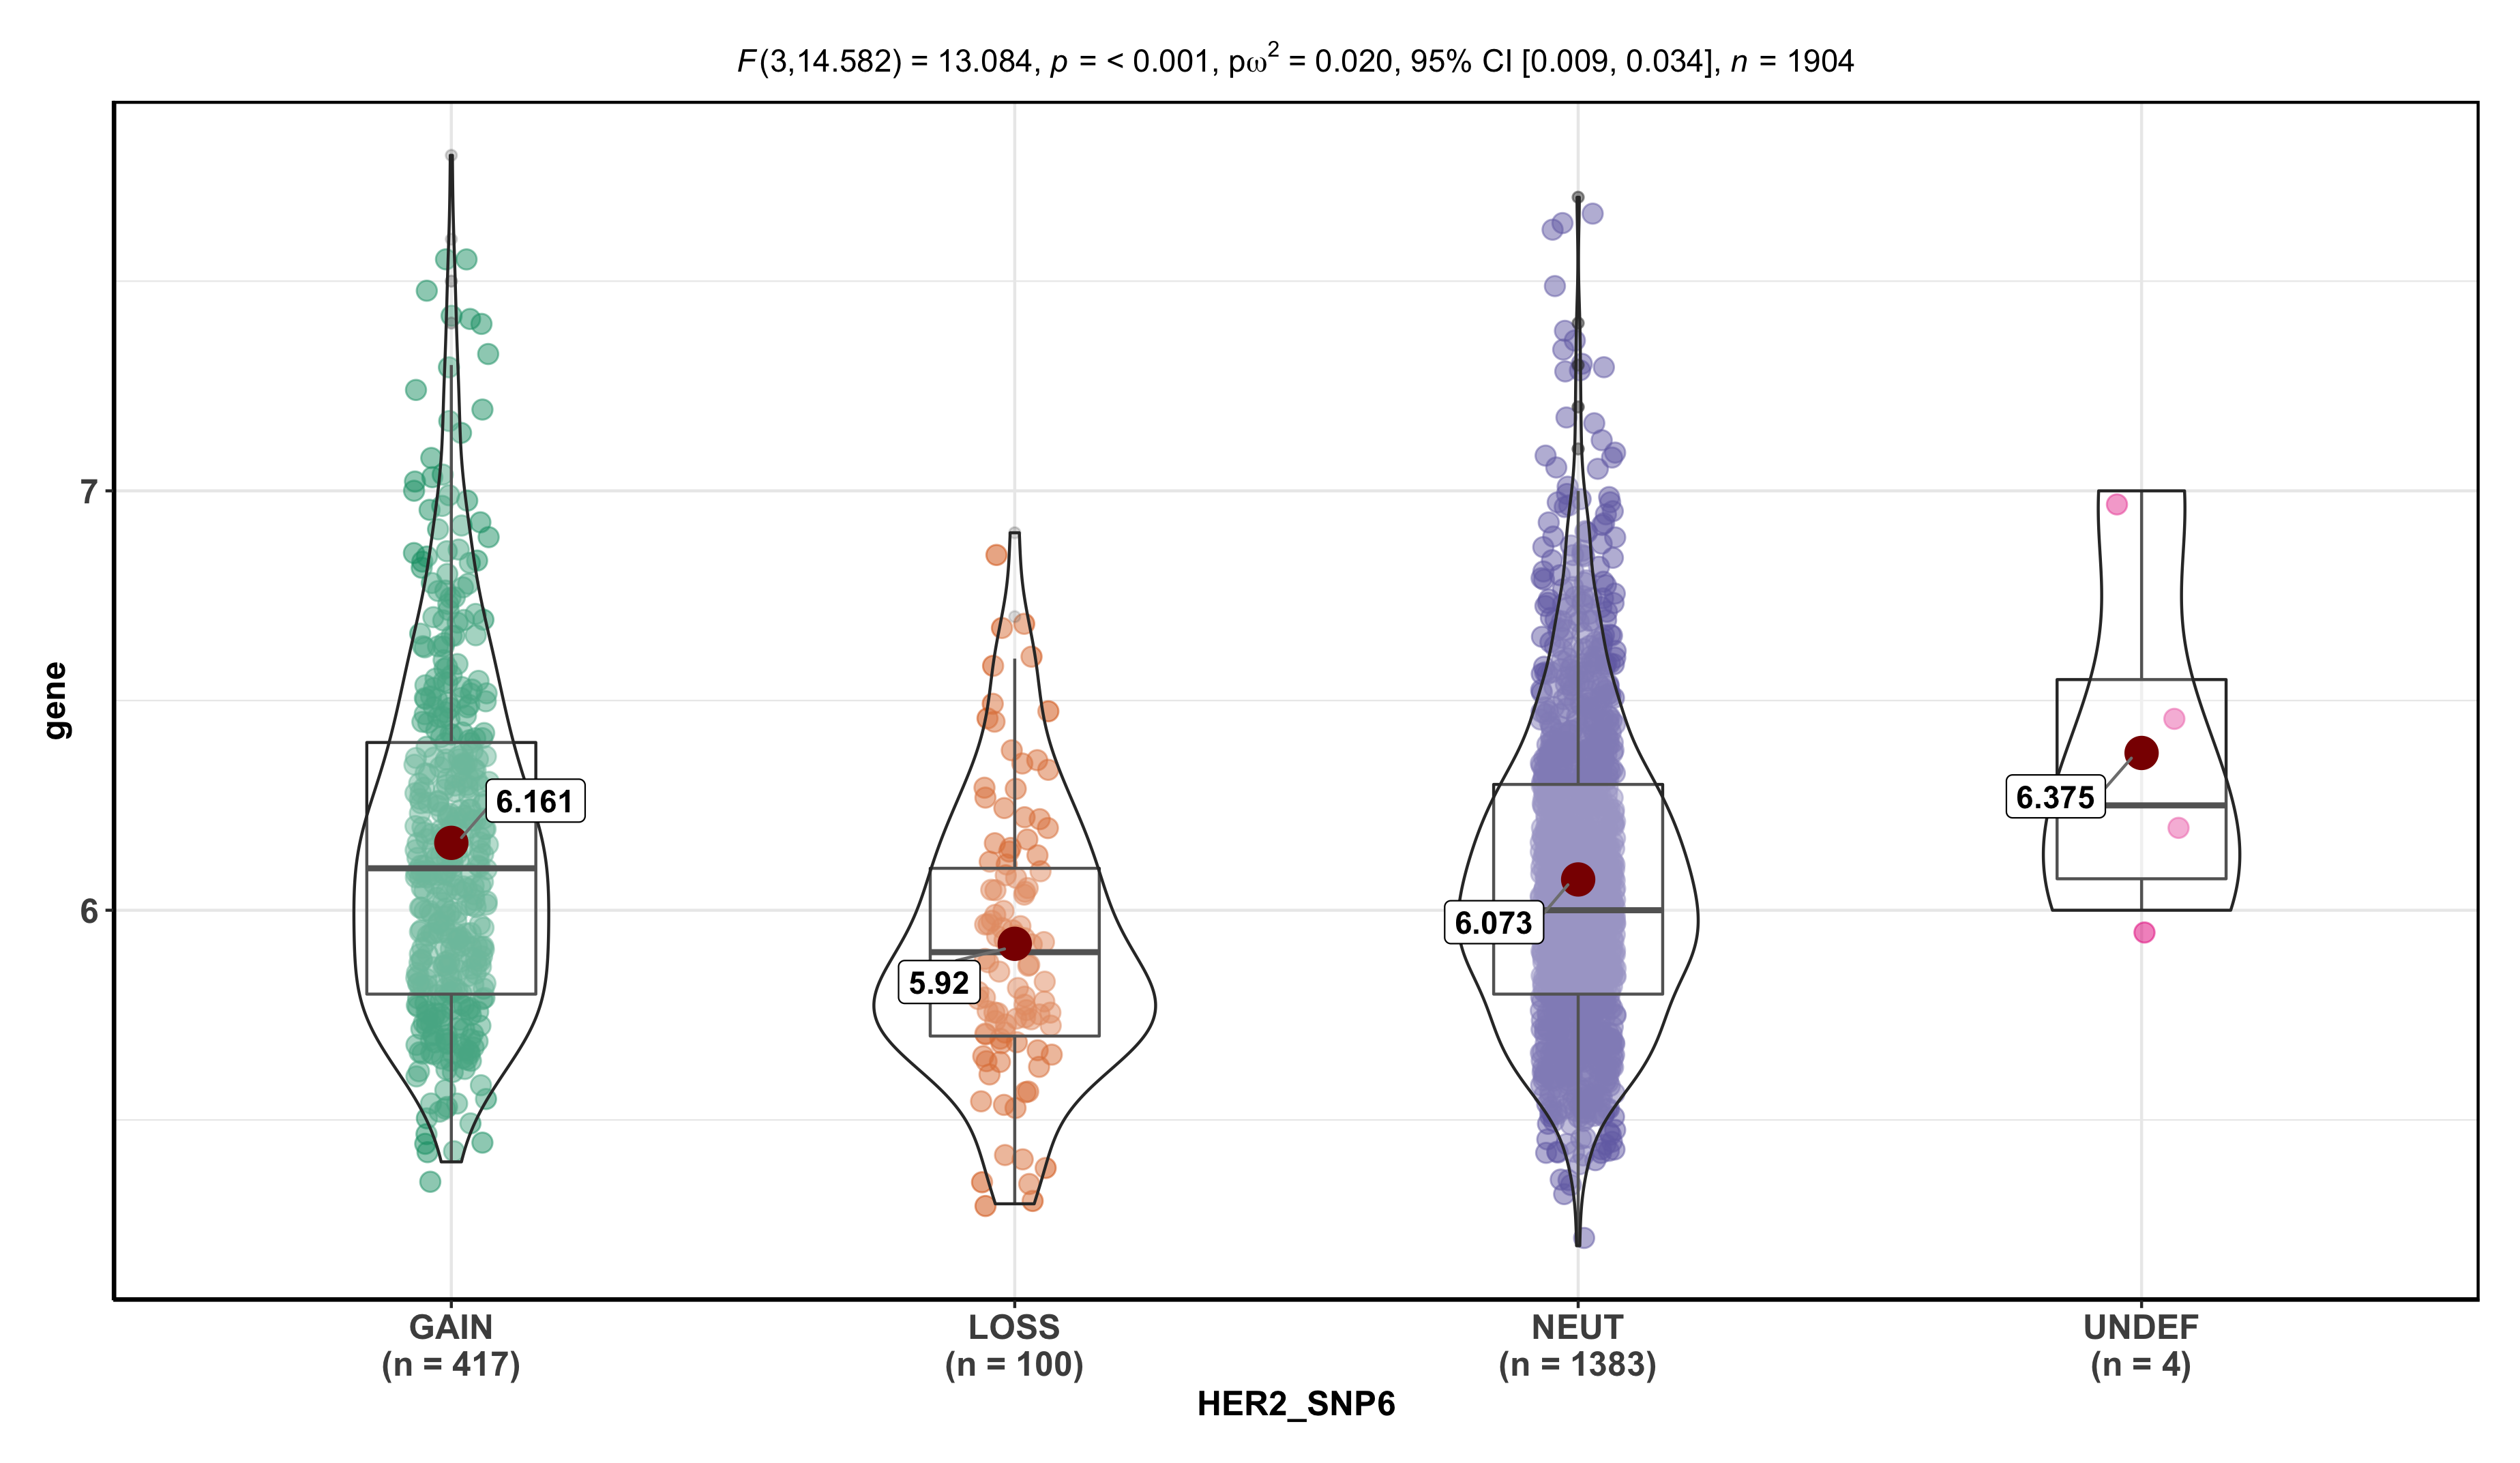 F(3,14.582) = 13.084, p = < 0.001, pω² = 0.020, 95% CI [0.009, 0.034], n = 1904
gene
7
6
6.161
5.92
6.073
6.375
GAIN
(n = 417)
LOSS
(n = 100)
NEUT
(n = 1383)
UNDEF
(n = 4)
HER2_SNP6